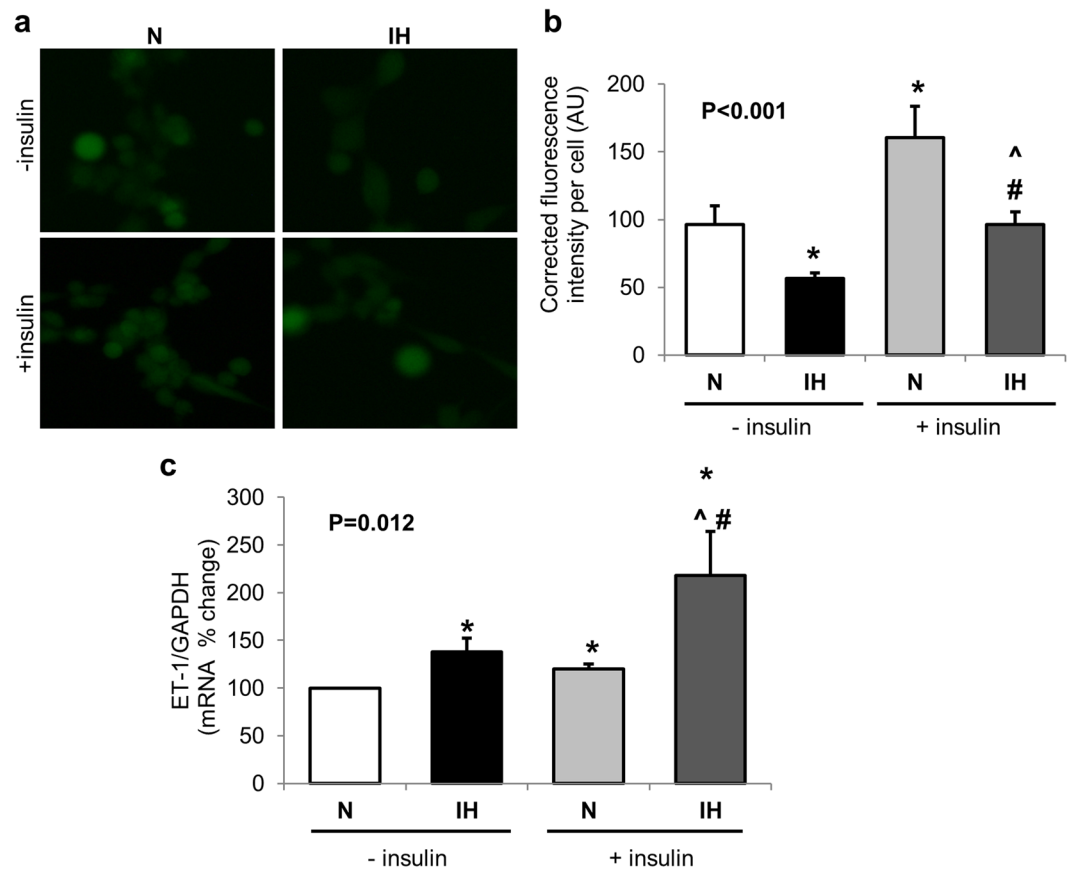 a
N IH
-insulin
+insulin
b
Corrected fluorescence
intensity per cell (AU)
200
150
100
50
0
P<0.001
*
*
^
#
*
N IH N IH
- insulin + insulin
c
ET-1/GAPDH
(mRNA % change)
300
250
200
150
100
50
0
P=0.012
*
^ #
*
*
N IH N IH
- insulin + insulin